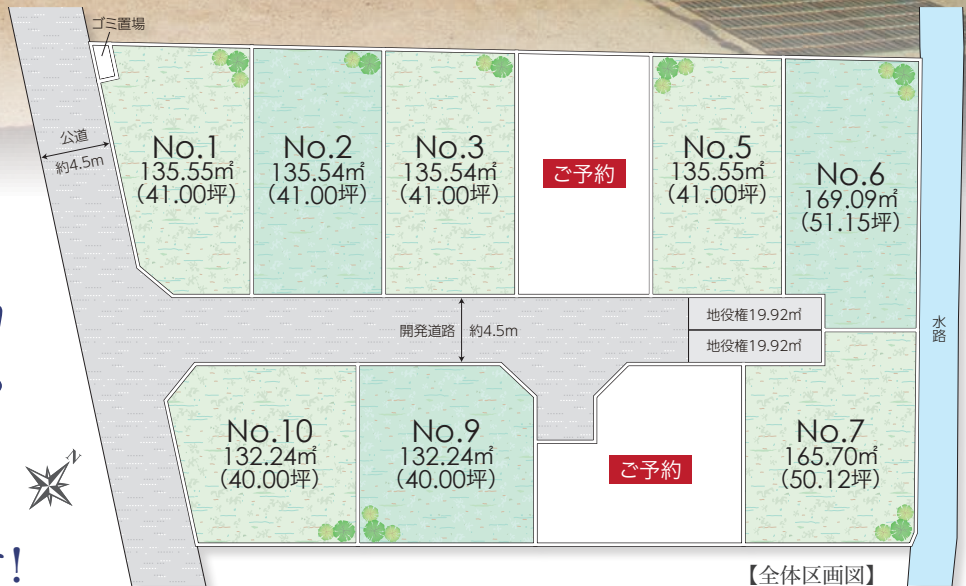 ゴミ置場
公道
約4.5m
No.1
135.55㎡
(41.00坪)
No.2
135.54㎡
(41.00坪)
No.3
135.54㎡
(41.00坪)
ご予約
No.5
135.55㎡
(41.00坪)
No.6
169.09㎡
(51.15坪)
開発道路 約4.5m
地役権19.92㎡
地役権19.92㎡
水路
No.10
132.24㎡
(40.00坪)
No.9
132.24㎡
(40.00坪)
ご予約
No.7
165.70㎡
(50.12坪)
N
!
【全体区画図】